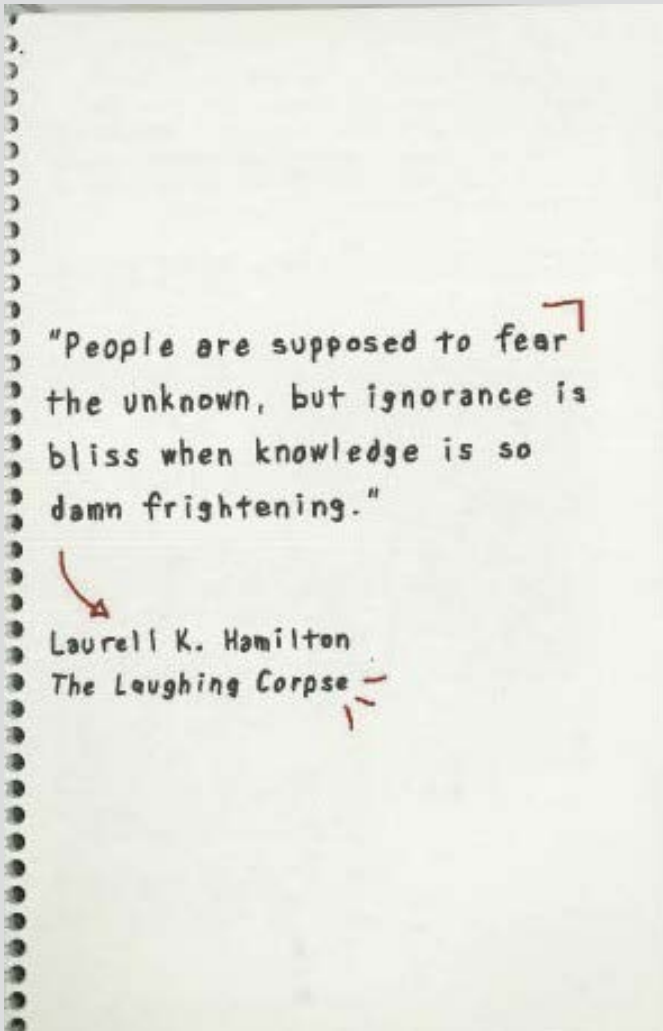 "People are supposed to fear
the unknown, but ignorance is
bliss when knowledge is so
damn frightening."
Laurell K. Hamilton
The Laughing Corpse